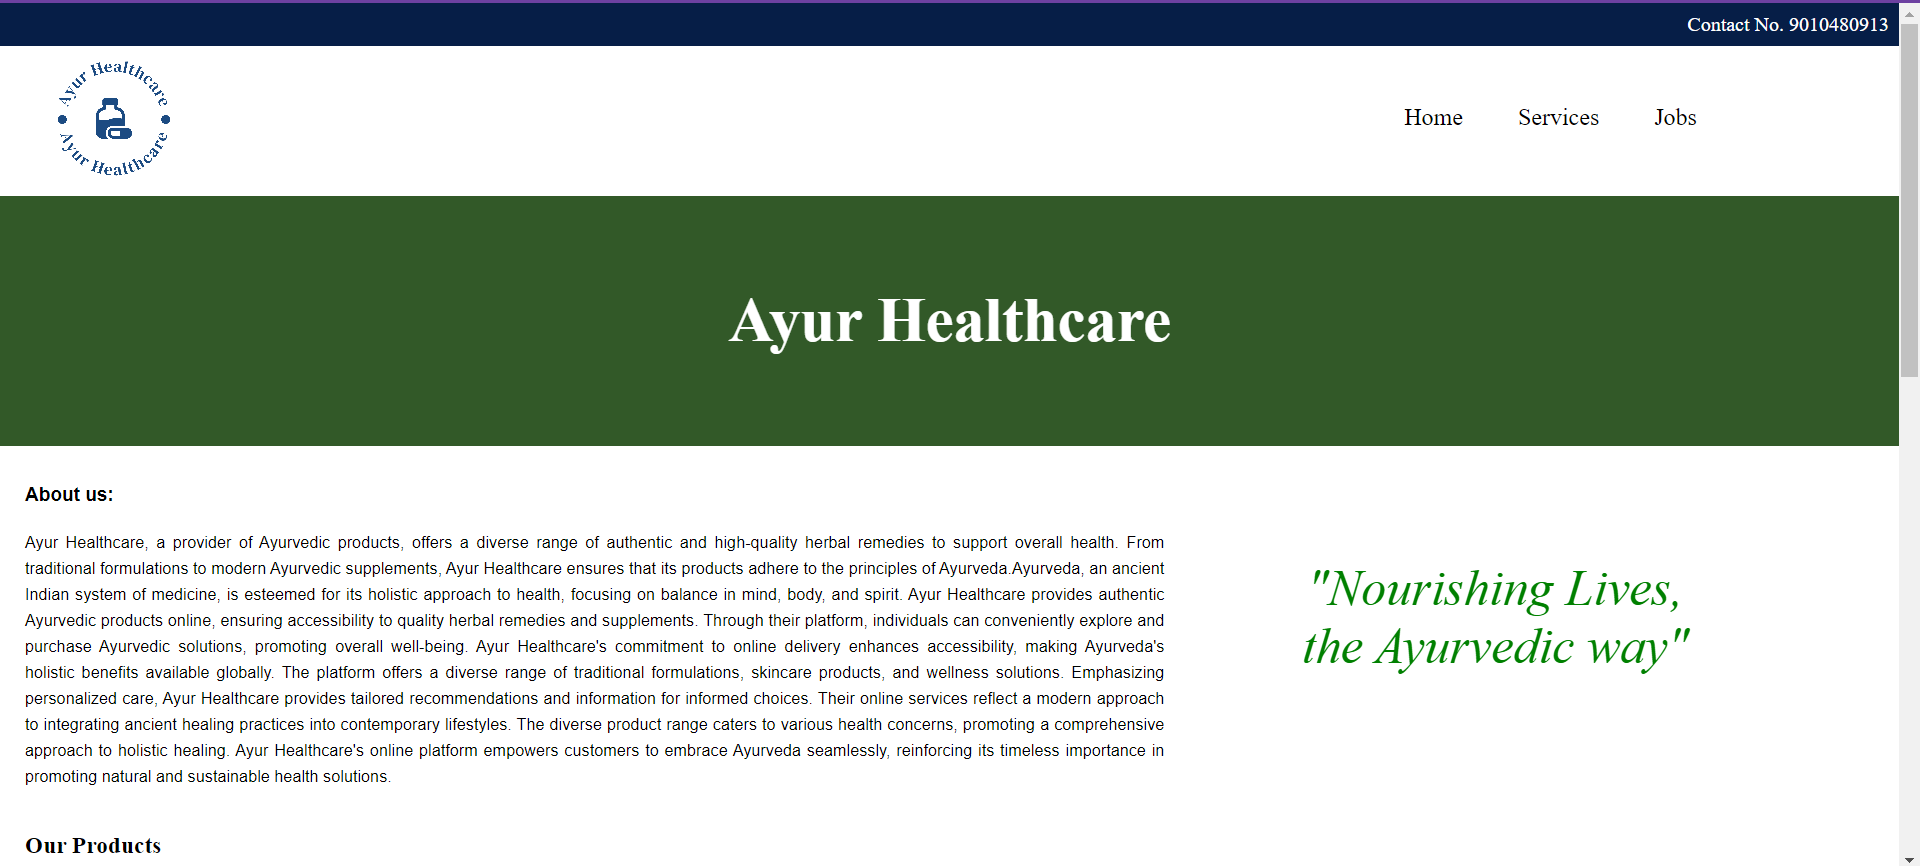 Contact No. 9010480913
Ayur Healthcare
Ayur Healthcare
Home Services Jobs
Ayur Healthcare
About us:
Ayur Healthcare, a provider of Ayurvedic products, offers a diverse range of authentic and high-quality herbal remedies to support overall health. From
traditional formulations to modern Ayurvedic supplements, Ayur Healthcare ensures that its products adhere to the principles of Ayurveda.Ayurveda, an ancient
Indian system of medicine, is esteemed for its holistic approach to health, focusing on balance in mind, body, and spirit. Ayur Healthcare provides authentic
Ayurvedic products online, ensuring accessibility to quality herbal remedies and supplements. Through their platform, individuals can conveniently explore and
purchase Ayurvedic solutions, promoting overall well-being. Ayur Healthcare's commitment to online delivery enhances accessibility, making Ayurveda's
holistic benefits available globally. The platform offers a diverse range of traditional formulations, skincare products, and wellness solutions. Emphasizing
personalized care, Ayur Healthcare provides tailored recommendations and information for informed choices. Their online services reflect a modern approach
to integrating ancient healing practices into contemporary lifestyles. The diverse product range caters to various health concerns, promoting a comprehensive
approach to holistic healing. Ayur Healthcare's online platform empowers customers to embrace Ayurveda seamlessly, reinforcing its timeless importance in
promoting natural and sustainable health solutions.
"Nourishing Lives,
the Ayurvedic way"
Our Products